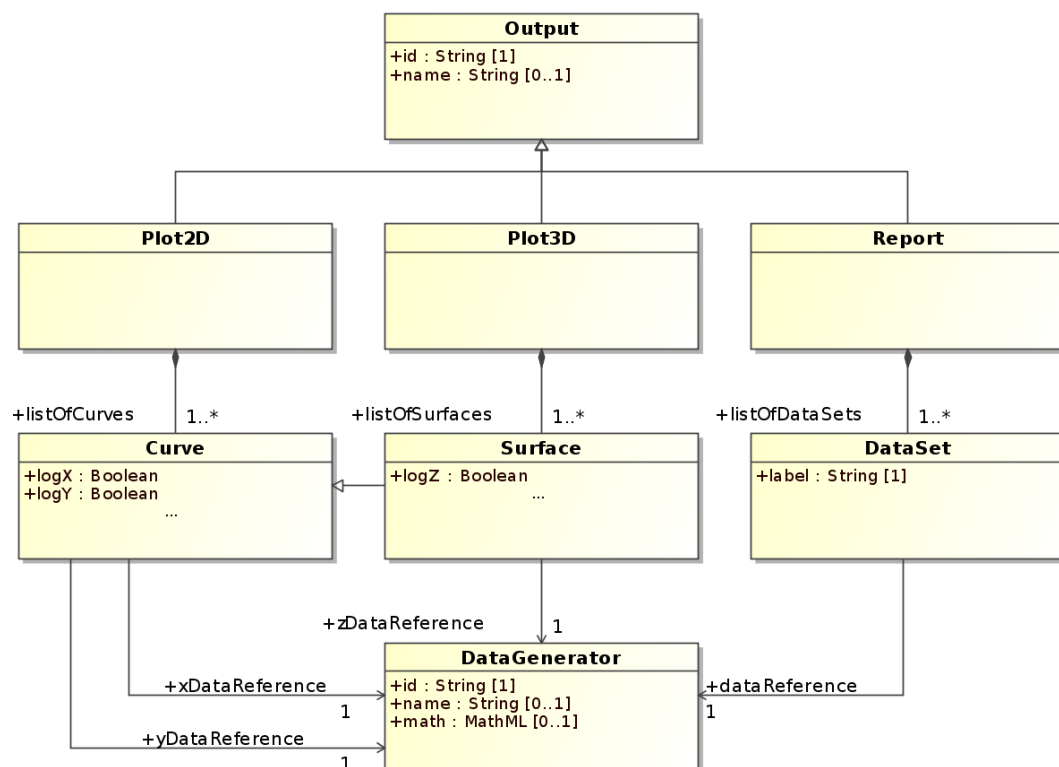 Output
+id : String [1]
+name : String [0..1]
Plot2D
Plot3D
Report
+listOfCurves
1..*
+listOfSurfaces
1..*
+listOfDataSets
1..*
Curve
+logX : Boolean
+logY : Boolean
...
Surface
+logZ : Boolean
...
DataSet
+label : String [1]
+zDataReference
1
DataGenerator
+id : String [1]
+name : String [0..1]
+math : MathML [0..1]
+xDataReference
1
+dataReference
1
+yDataReference
1